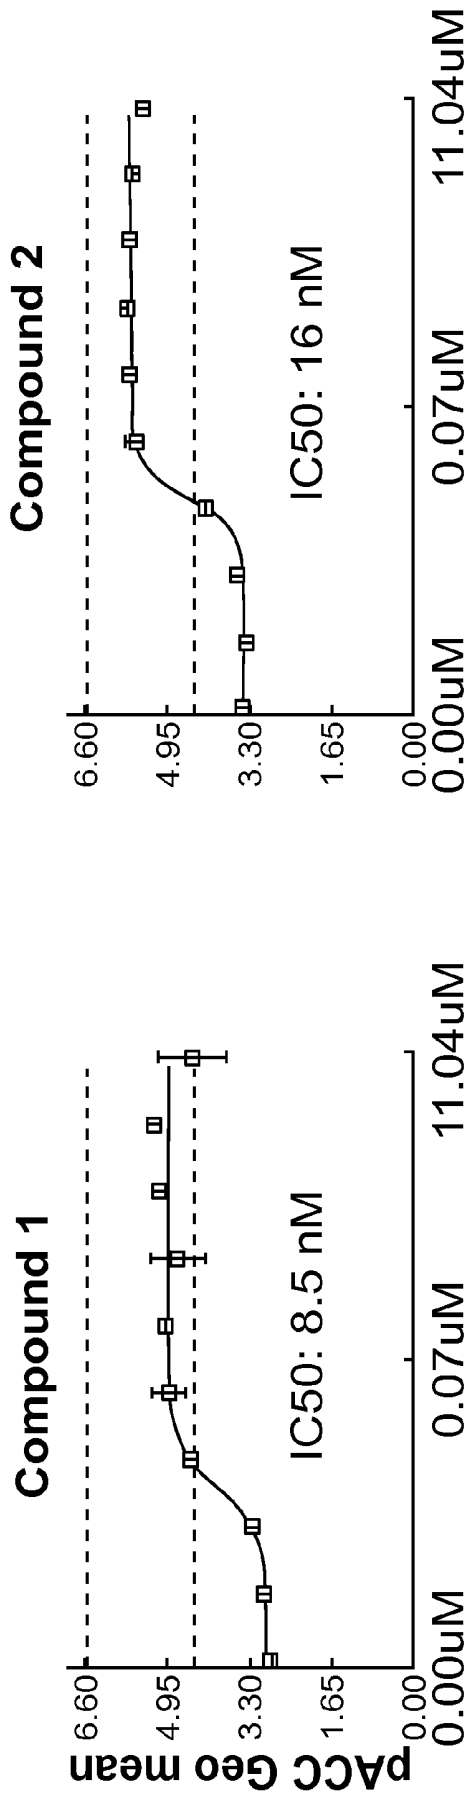 Compound 1
pACC Geo mean
6.60
4.95
3.30
1.65
0.00
IC50: 8.5 nM
0.00uM
0.07uM
11.04uM
Compound 2
6.60
4.95
3.30
1.65
0.00
IC50: 16 nM
0.00uM
0.07uM
11.04uM